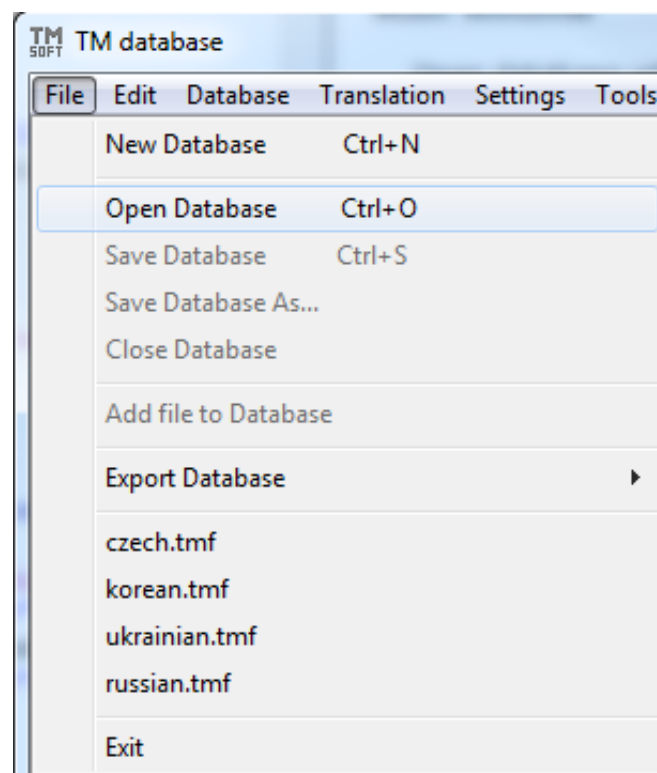 TM SOFT TM database
File Edit Database Translation Settings Tools
New Database Ctrl+N
Open Database Ctrl+O
Save Database Ctrl+S
Save Database As...
Close Database
Add file to Database
Export Database
czech.tmf
korean.tmf
ukrainian.tmf
russian.tmf
Exit